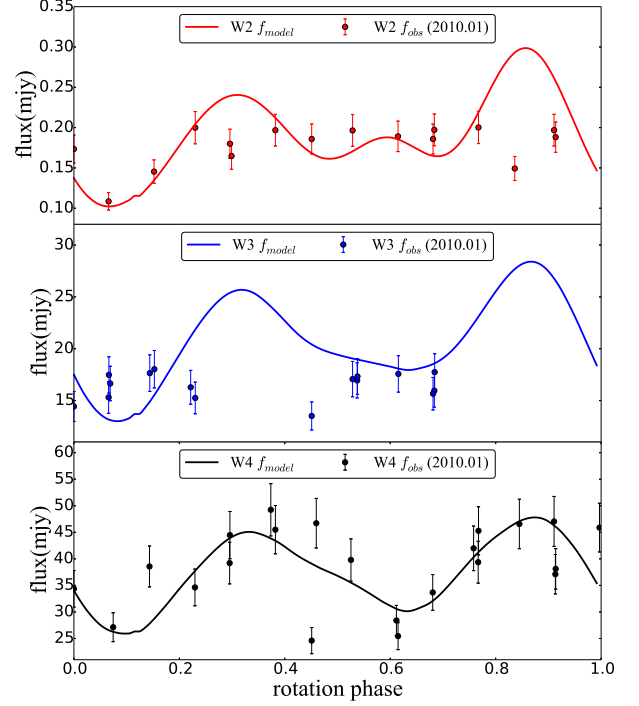 0.35
W2 f_model W2 f_obs (2010.01)
0.30
0.25
flux(mjy)
0.20
0.15
0.10
W3 f_model W3 f_obs (2010.01)
30
25
flux(mjy)
20
15
W4 f_model W4 f_obs (2010.01)
60
55
50
45
flux(mjy)
40
35
30
25
0.0 0.2 0.4 0.6 0.8 1.0
rotation phase